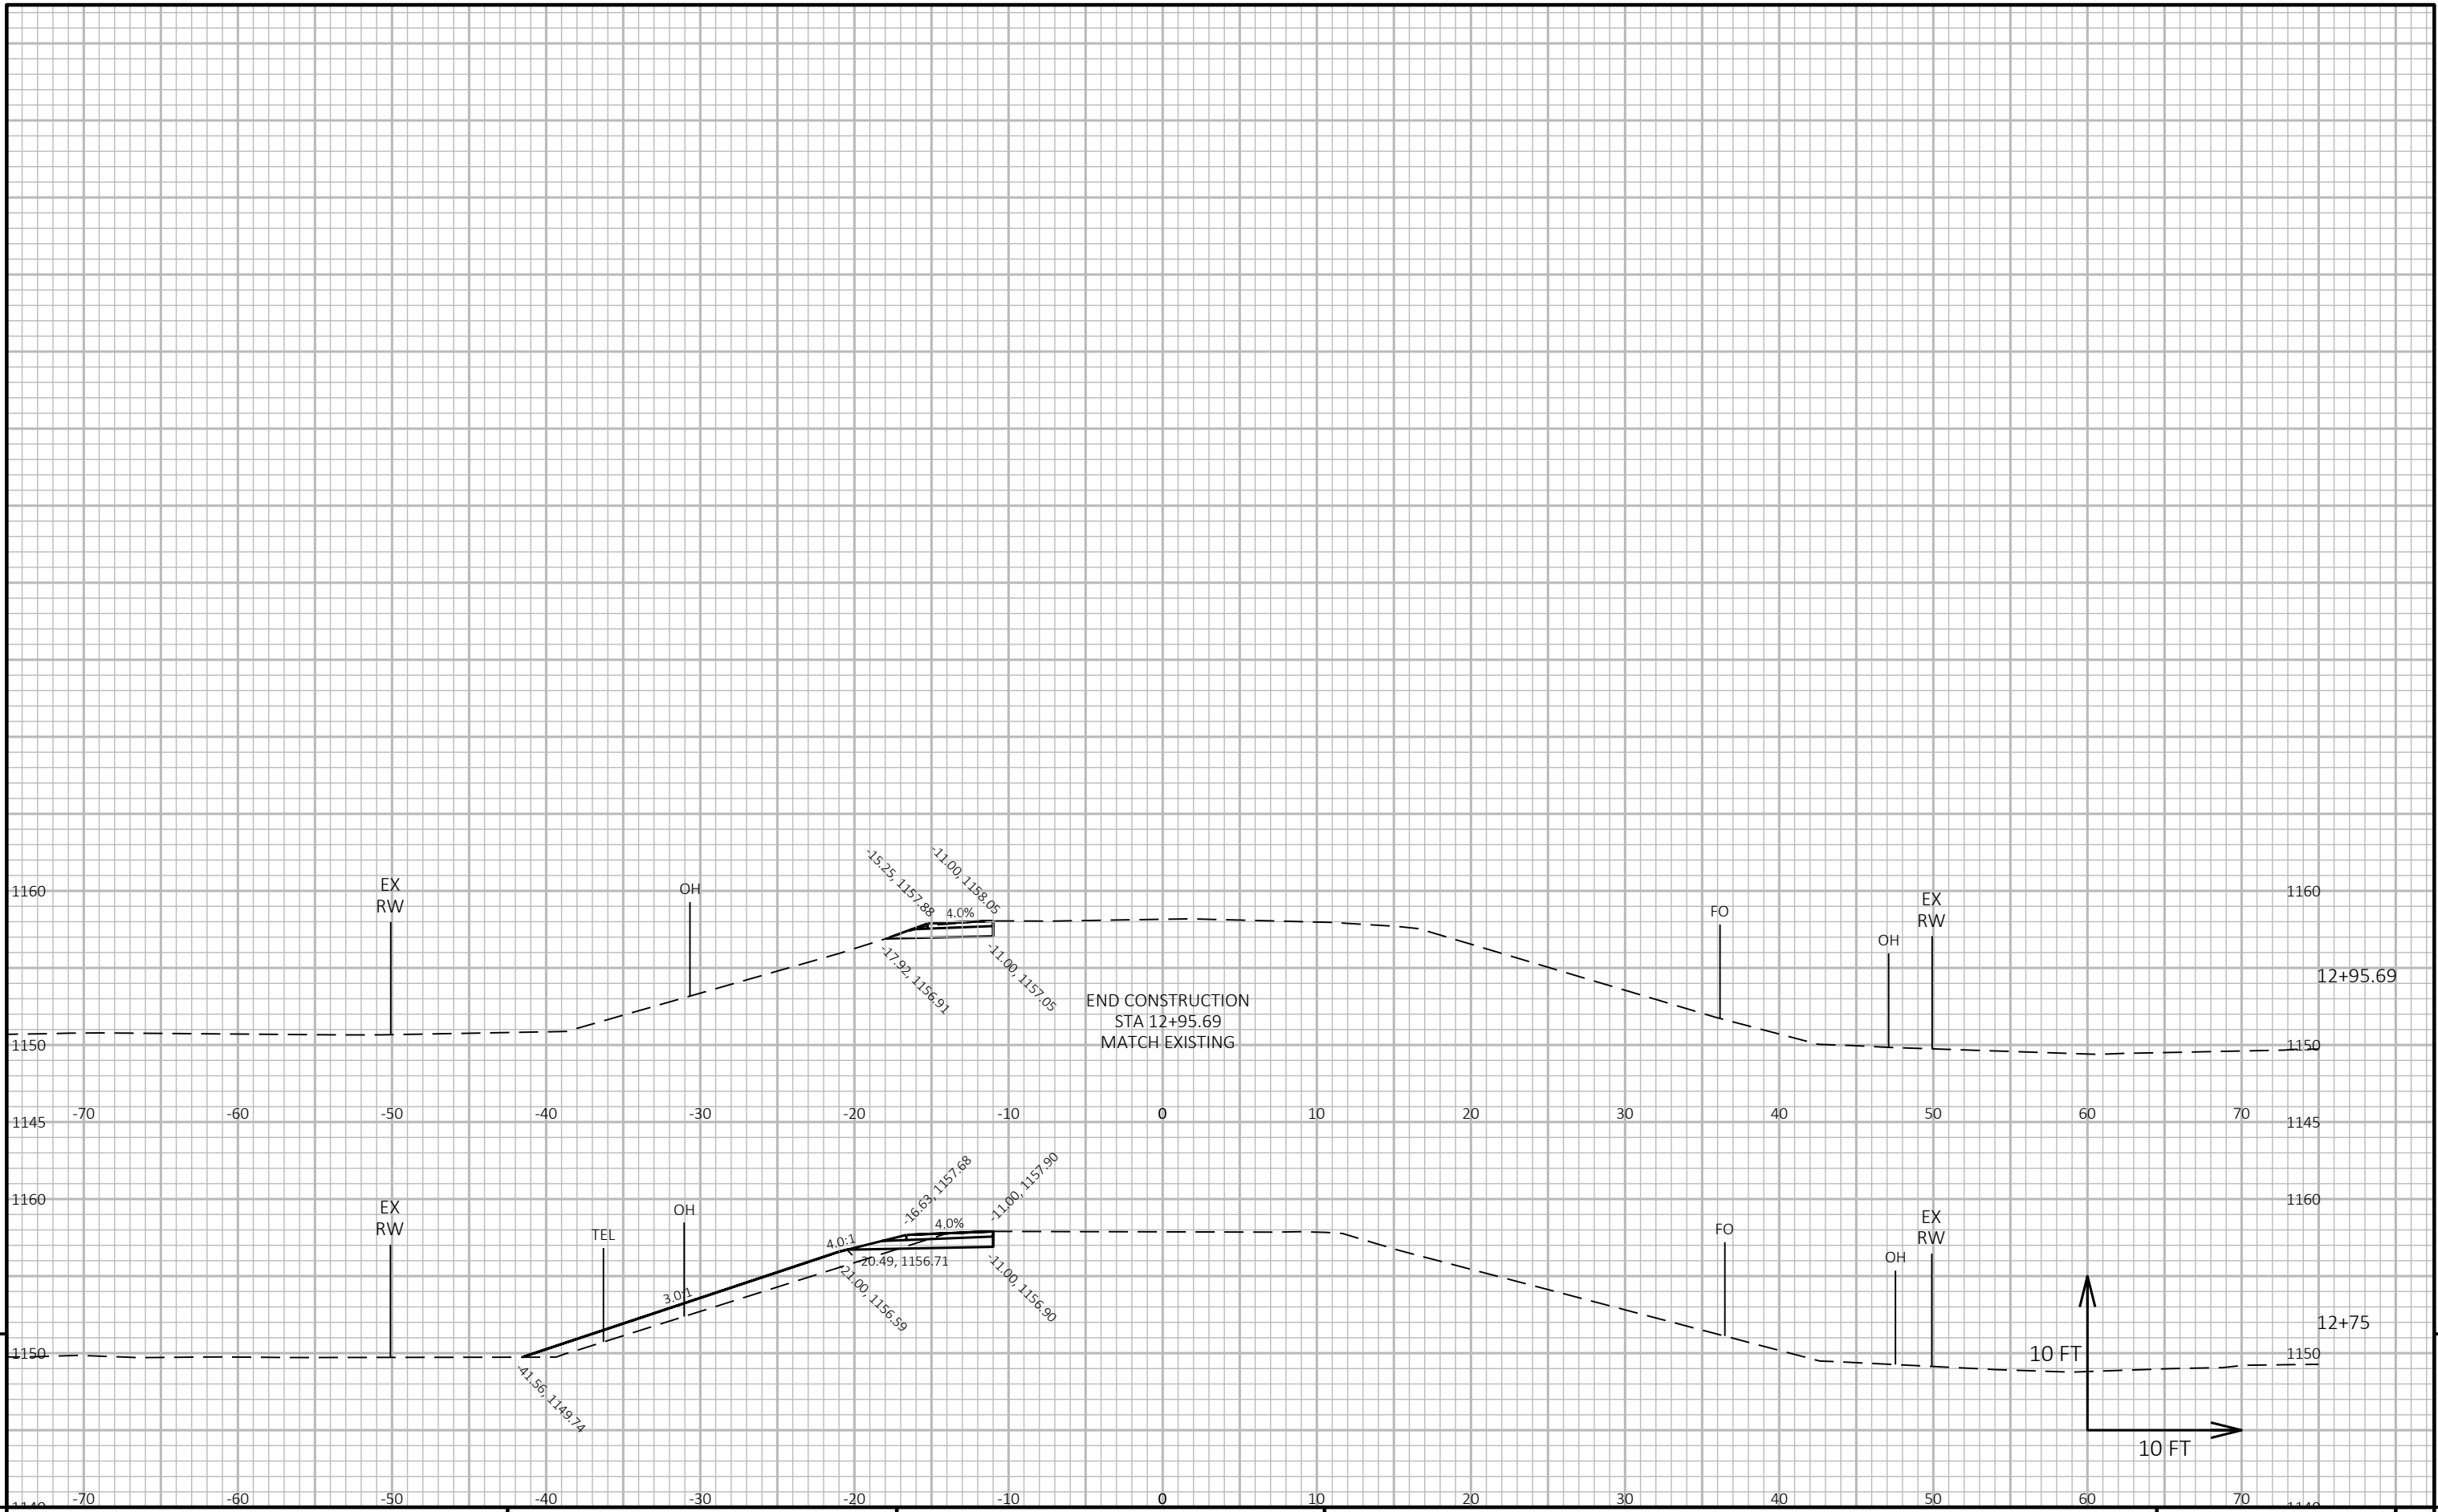 -15.25, 1157.88
-11.00, 1158.05
4.0%
1160
EX
RW
OH
FO
OH
EX
RW
1160
-17.92, 1156.91
-11.00, 1157.05
12+95.69
END CONSTRUCTION
STA 12+95.69
MATCH EXISTING
1150
1150
-70 -60 -50 -40 -30 -20 -10 0 10 20 30 40 50 60 70
1145
1145
-16.63, 1157.68
-11.00, 1157.90
4.0%
1160
EX
RW
TEL
OH
FO
OH
EX
RW
1160
4.0:1
20.49, 1156.71
-21.00, 1156.59
-11.00, 1156.90
3.0:1
12+75
1150
1150
10 FT
-41.56, 1149.74
10 FT
-70 -60 -50 -40 -30 -20 -10 0 10 20 30 40 50 60 70